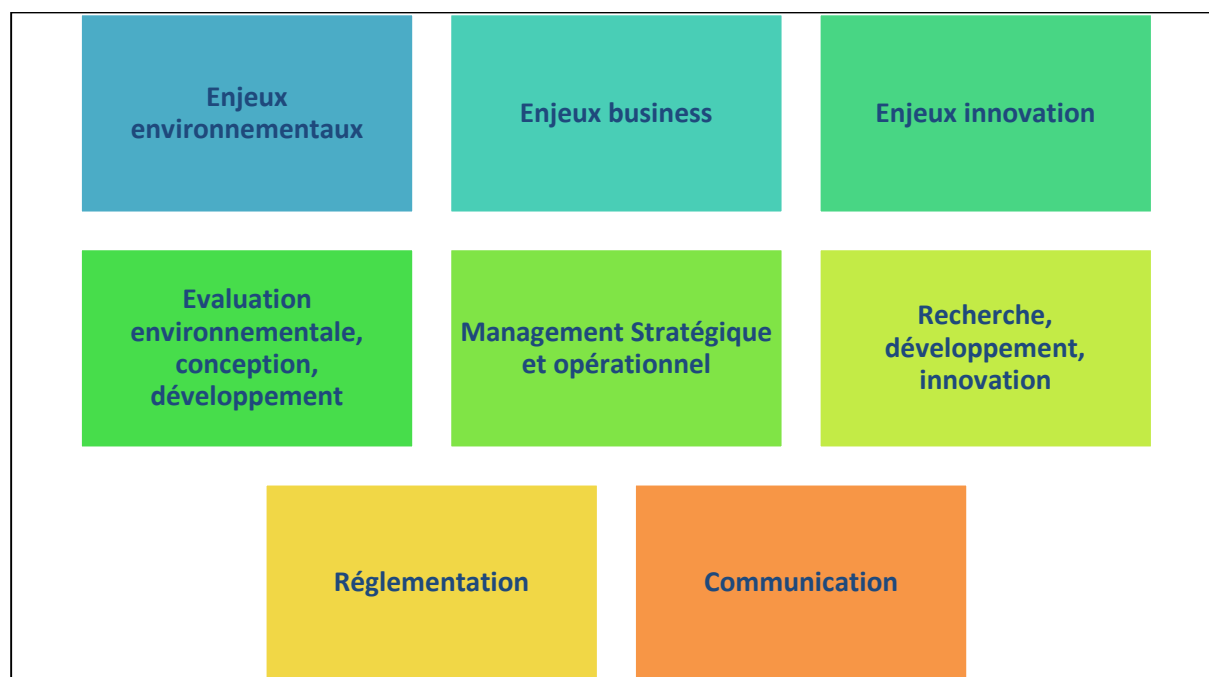 Enjeux
environnementaux
Enjeux business
Enjeux innovation
Evaluation
environnementale,
conception,
développement
Management Stratégique
et opérationnel
Recherche,
développement,
innovation
Réglementation
Communication